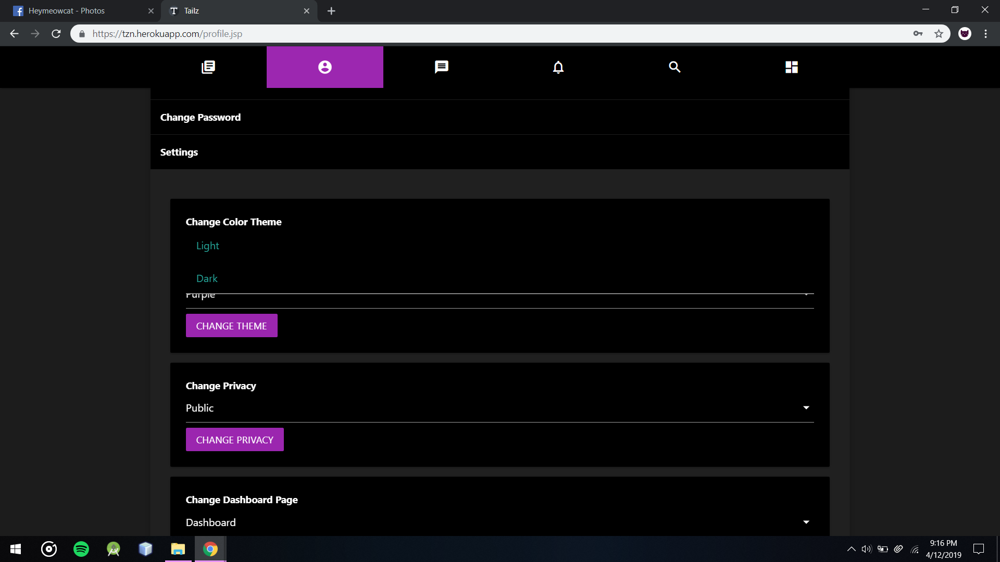 Heymeowcat - Photos
Tailz
https://tzn.herokuapp.com/profile.jsp
Change Password
Settings
Change Color Theme
Light
Dark
Purple
CHANGE THEME
Change Privacy
Public
CHANGE PRIVACY
Change Dashboard Page
Dashboard
9:16 PM
4/12/2019